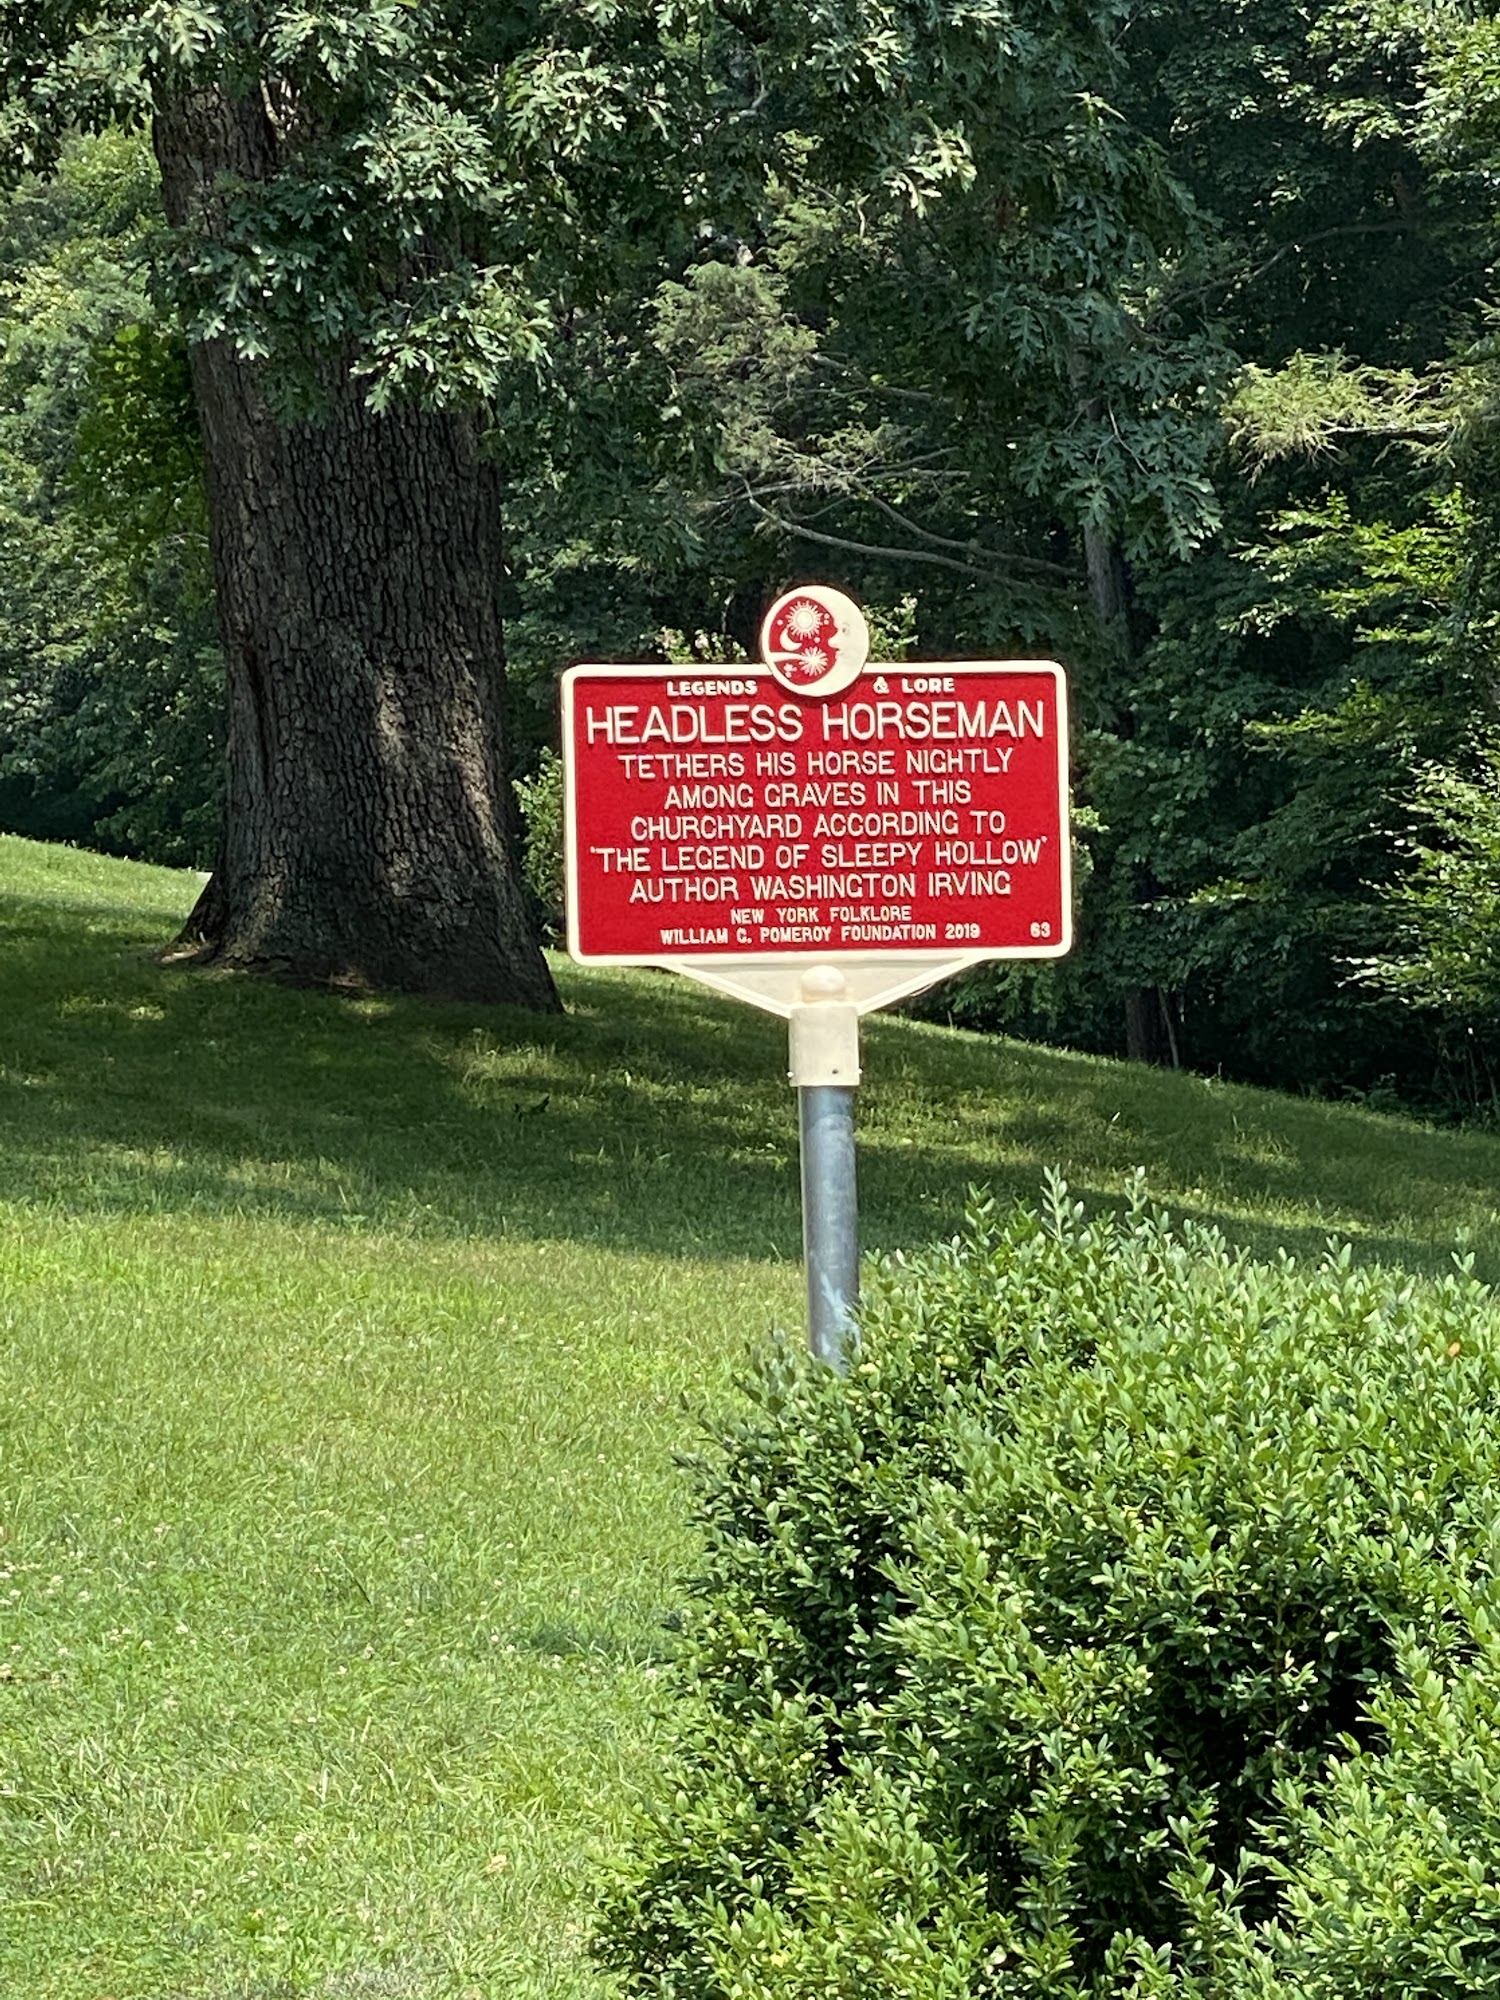 LEGENDS & LORE
HEADLESS HORSEMAN
TETHERS HIS HORSE NIGHTLY
AMONG GRAVES IN THIS
CHURCHYARD ACCORDING TO
"THE LEGEND OF SLEEPY HOLLOW"
AUTHOR WASHINGTON IRVING
NEW YORK FOLKLORE
WILLIAM G. POMEROY FOUNDATION 2019 63